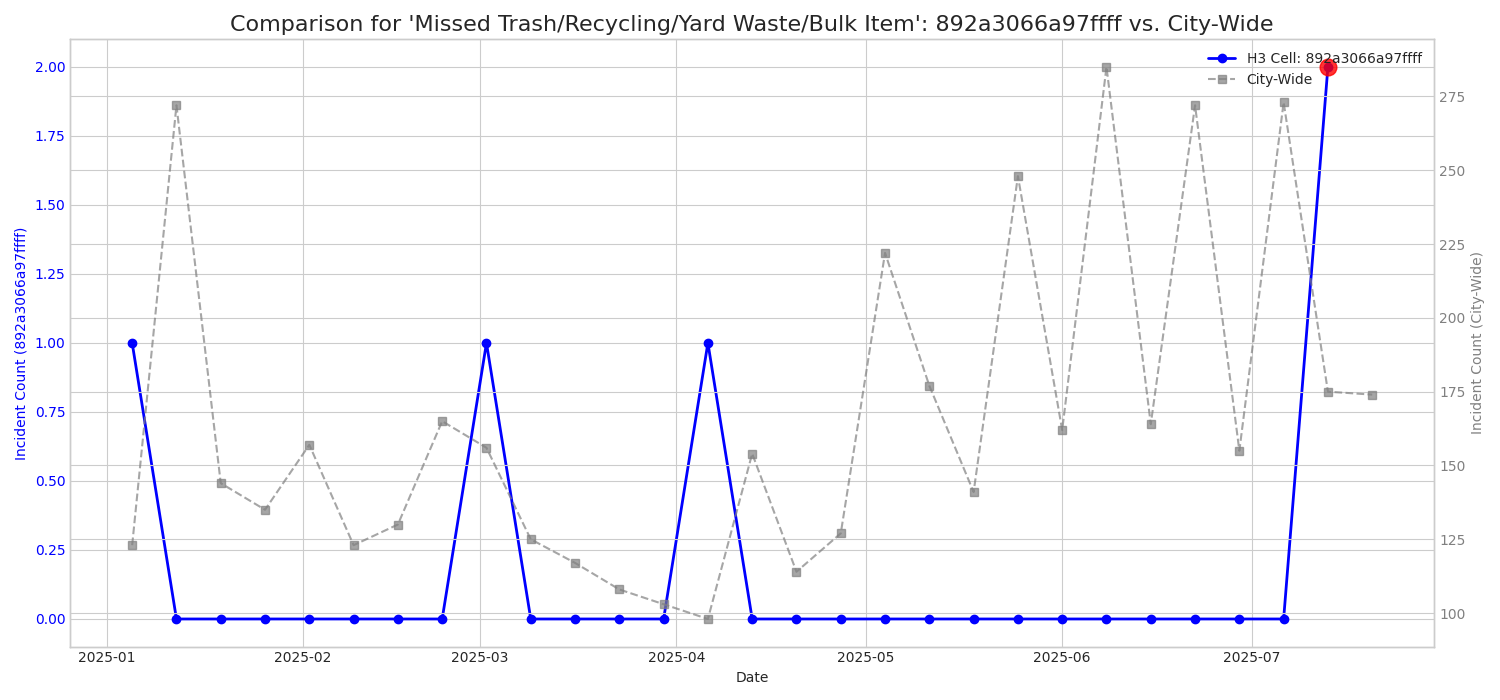 Comparison for 'Missed Trash/Recycling/Yard Waste/Bulk Item': 892a3066a97ffff vs. City-Wide
H3 Cell: 892a3066a97ffff
City-Wide
Incident Count (892a3066a97ffff)
2.00
1.75
1.50
1.25
1.00
0.75
0.50
0.25
0.00
275
250
225
200
175
150
125
100
Incident Count (City-Wide)
2025-01 2025-02 2025-03 2025-04 2025-05 2025-06 2025-07
Date